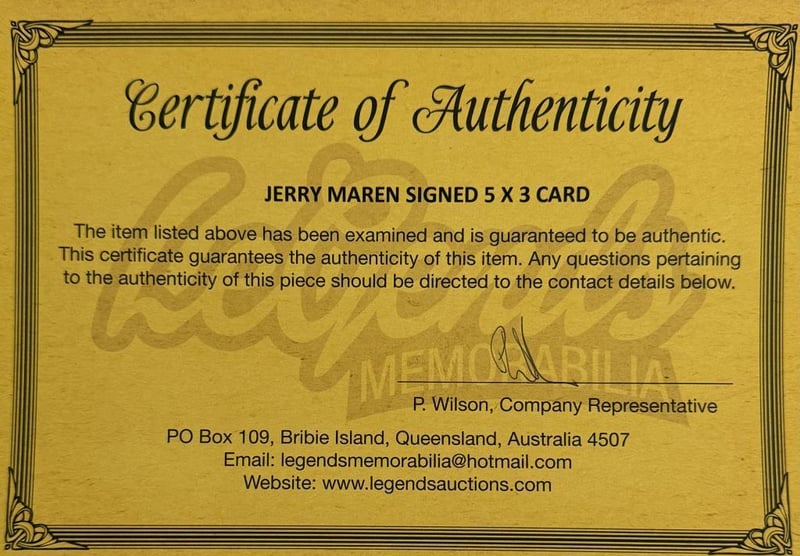 Certificate of Authenticity
JERRY MAREN SIGNED 5 X 3 CARD
The item listed above has been examined and is guaranteed to be authentic.
This certificate guarantees the authenticity of this item. Any questions pertaining
to the authenticity of this piece should be directed to the contact details below.
Legends
MEMORABILIA
P. Wilson, Company Representative
PO Box 109, Bribie Island, Queensland, Australia 4507
Email: legendsmemorabilia@hotmail.com
Website: www.legendsauctions.com